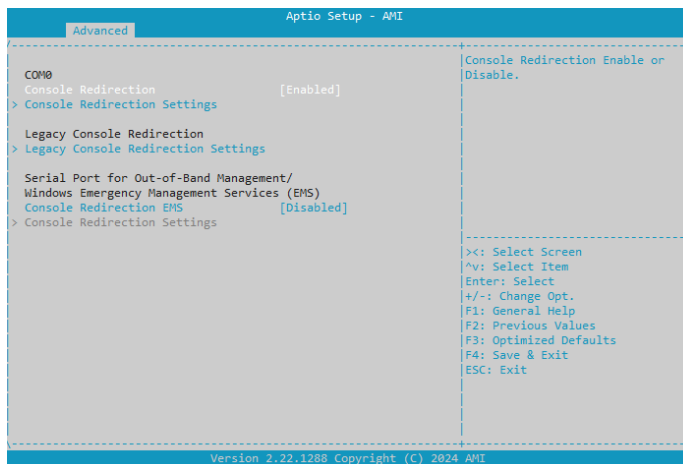 Aptio Setup - AMI
Advanced
COM0
Console Redirection [Enabled]
> Console Redirection Settings
Legacy Console Redirection
> Legacy Console Redirection Settings
Serial Port for Out-of-Band Management/
Windows Emergency Management Services (EMS)
Console Redirection EMS [Disabled]
> Console Redirection Settings
Console Redirection Enable or
Disable.
><: Select Screen
^v: Select Item
Enter: Select
+/-: Change Opt.
F1: General Help
F2: Previous Values
F3: Optimized Defaults
F4: Save & Exit
ESC: Exit
Version 2.22.1288 Copyright (C) 2024 AMI